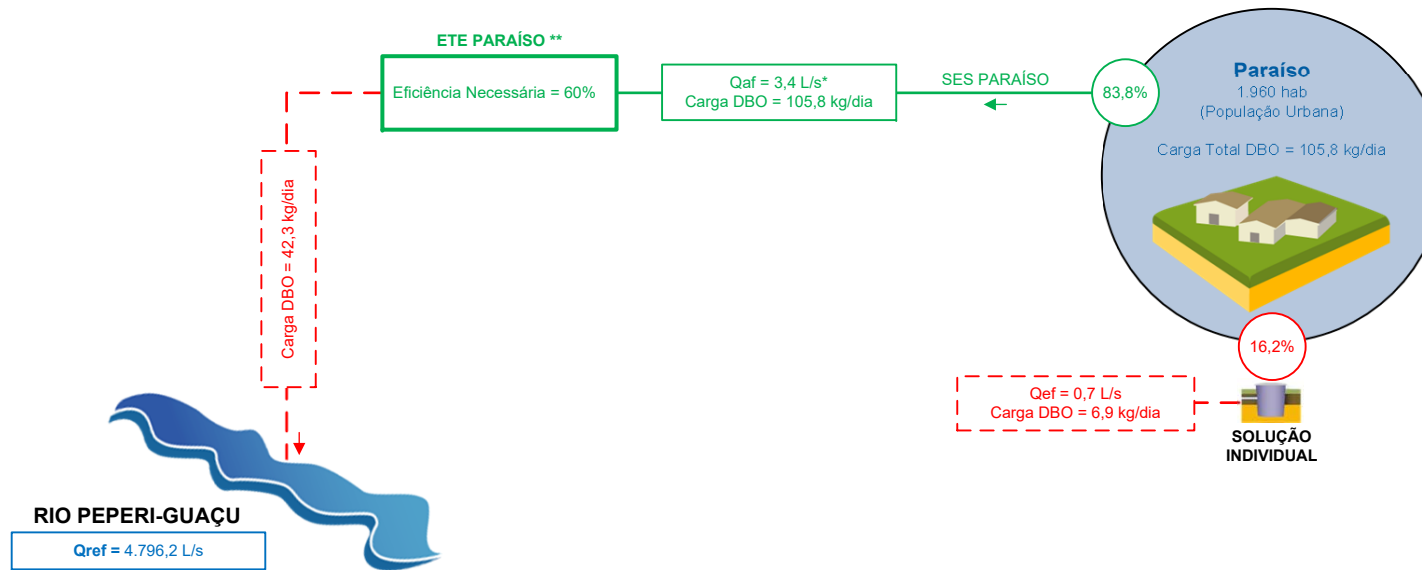 ETE PARAÍSO **
Eficiência Necessária = 60%
Qaf = 3,4 L/s*
Carga DBO = 105,8 kg/dia
SES PARAÍSO
83,8%
Paraíso
1.960 hab
(População Urbana)
Carga Total DBO = 105,8 kg/dia
16,2%
Qef = 0,7 L/s
Carga DBO = 6,9 kg/dia
SOLUÇÃO
INDIVIDUAL
Carga DBO = 42,3 kg/dia
RIO PEPERI-GUAÇU
Qref = 4.796,2 L/s